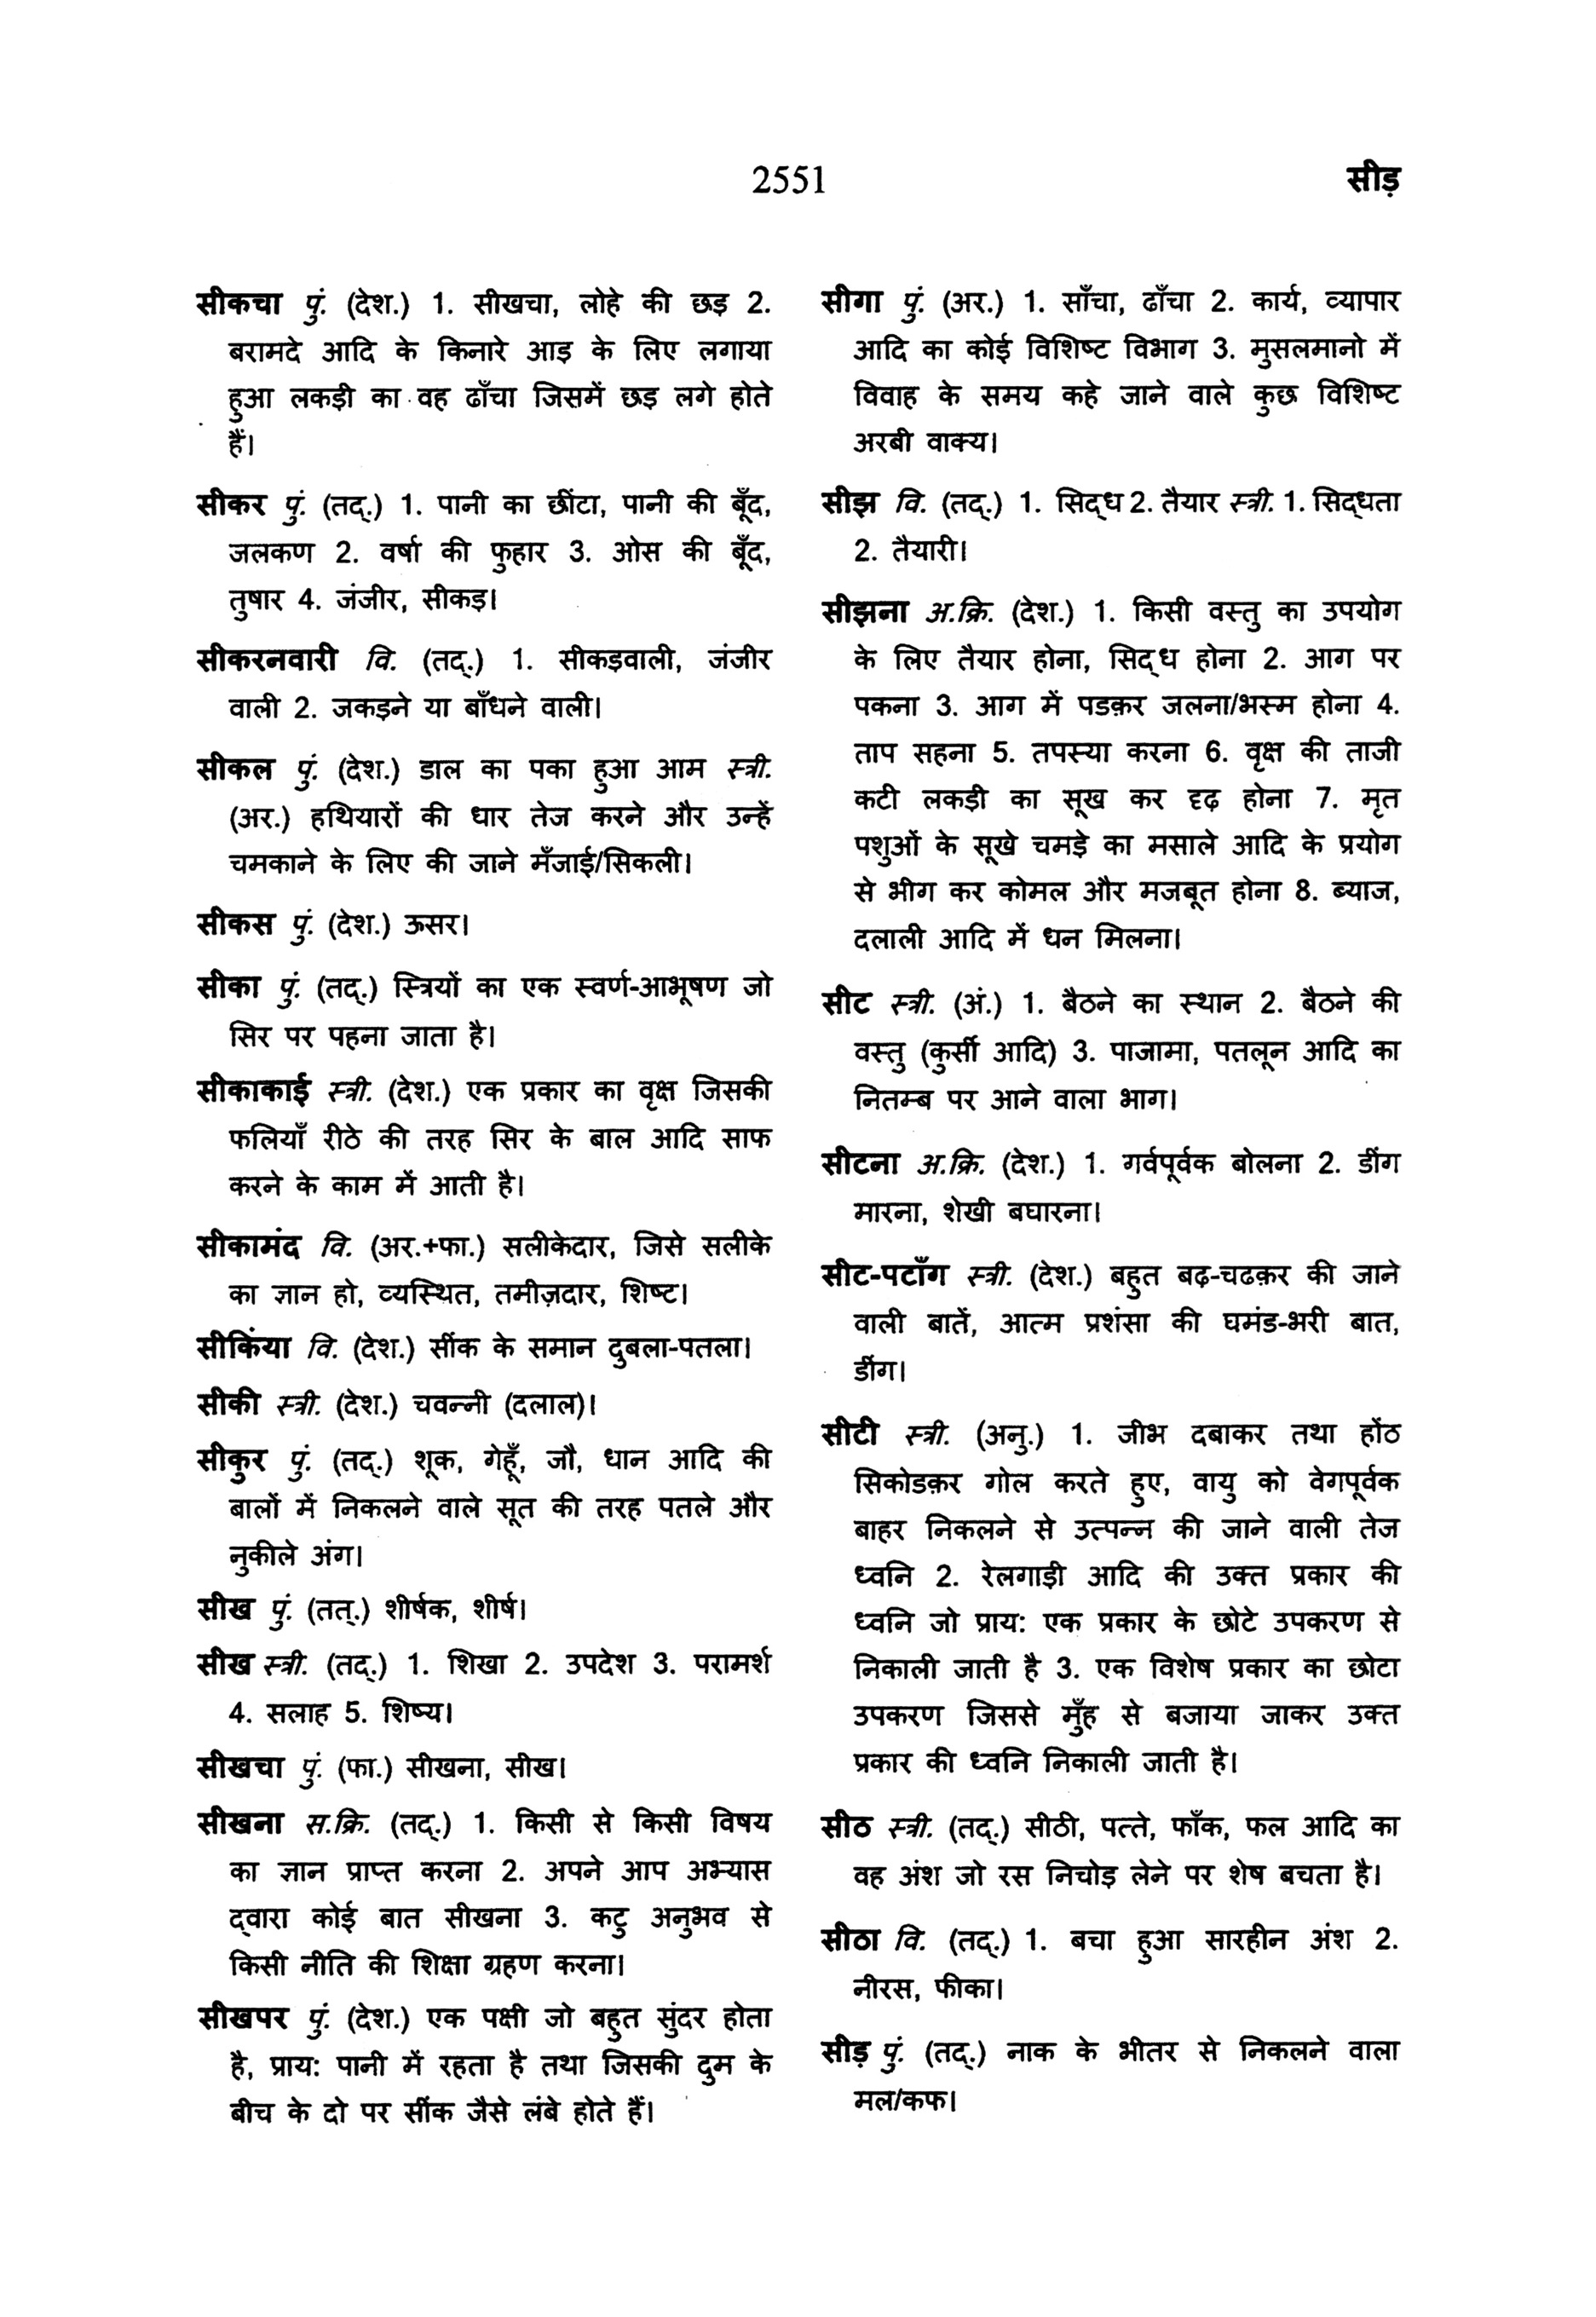 2551
सीड़
सीकचा पुं. (देश.) 1. सीखचा, लोहे की छड़ 2.
बरामदे आदि के किनारे आड़ के लिए लगाया
हुआ लकड़ी का वह ढाँचा जिसमें छड़ लगे होते
हैं।
सीकर पुं. (तद्.) 1. पानी का छींटा, पानी की बूँद,
जलकण 2. वर्षा की फुहार 3. ओस की बूँद,
तुषार 4. जंजीर, सीकड़।
सीकरनवारी वि. (तद्.) 1. सीकड़वाली, जंजीर
वाली 2. जकड़ने या बाँधने वाली।
सीकल पुं. (देश.) डाल का पका हुआ आम स्त्री.
(अर.) हथियारों की धार तेज करने और उन्हें
चमकाने के लिए की जाने मँजाई/सिकली।
सीकस पुं. (देश.) ऊसर।
सीका पुं. (तद्.) स्त्रियों का एक स्वर्ण-आभूषण जो
सिर पर पहना जाता है।
सीकाकाई स्त्री. (देश.) एक प्रकार का वृक्ष जिसकी
फलियाँ रीठे की तरह सिर के बाल आदि साफ
करने के काम में आती है।
सीकामंद वि. (अर.+फा.) सलीकेदार, जिसे सलीके
का ज्ञान हो, व्यस्थित, तमीज़दार, शिष्ट।
सीकिंया वि. (देश.) सींक के समान दुबला-पतला।
सीकी स्त्री. (देश.) चवन्नी (दलाल)।
सीकुर पुं. (तद्.) शूक, गेहूँ, जौ, धान आदि की
बालों में निकलने वाले सूत की तरह पतले और
नुकीले अंग।
सीख पुं. (तत्.) शीर्षक, शीर्ष।
सीख स्त्री. (तद्.) 1. शिखा 2. उपदेश 3. परामर्श
4. सलाह 5. शिष्य।
सीखचा पुं. (फा.) सीखना, सीख।
सीखना स.क्रि. (तद्.) 1. किसी से किसी विषय
का ज्ञान प्राप्त करना 2. अपने आप अभ्यास
द्वारा कोई बात सीखना 3. कटु अनुभव से
किसी नीति की शिक्षा ग्रहण करना।
सीखपर पुं. (देश.) एक पक्षी जो बहुत सुंदर होता
है, प्राय: पानी में रहता है तथा जिसकी दुम के
बीच के दो पर सींक जैसे लंबे होते हैं।
सीगा पुं. (अर.) 1. साँचा, ढाँचा 2. कार्य, व्यापार
आदि का कोई विशिष्ट विभाग 3. मुसलमानो में
विवाह के समय कहे जाने वाले कुछ विशिष्ट
अरबी वाक्य।
सीझ वि. (तद्.) 1. सिद्ध 2. तैयार स्त्री. 1. सिद्धता
2. तैयारी।
सीझना अ.क्रि. (देश.) 1. किसी वस्तु का उपयोग
के लिए तैयार होना, सिद्ध होना 2. आग पर
पकना 3. आग में पडक़र जलना/भस्म होना 4.
ताप सहना 5. तपस्या करना 6. वृक्ष की ताजी
कटी लकड़ी का सूख कर दृढ़ होना 7. मृत
पशुओं के सूखे चमड़े का मसाले आदि के प्रयोग
से भीग कर कोमल और मजबूत होना 8. ब्याज,
दलाली आदि में धन मिलना।
सीट स्त्री. (अं.) 1. बैठने का स्थान 2. बैठने की
वस्तु (कुर्सी आदि) 3. पाजामा, पतलून आदि का
नितम्ब पर आने वाला भाग।
सीटना अ.क्रि. (देश.) 1. गर्वपूर्वक बोलना 2. डींग
मारना, शेखी बघारना।
सीट-पटाँग स्त्री. (देश.) बहुत बढ़-चढक़र की जाने
वाली बातें, आत्म प्रशंसा की घमंड-भरी बात,
डींग।
सीटी स्त्री. (अनु.) 1. जीभ दबाकर तथा होंठ
सिकोडक़र गोल करते हुए, वायु को वेगपूर्वक
बाहर निकलने से उत्पन्न की जाने वाली तेज
ध्वनि 2. रेलगाड़ी आदि की उक्त प्रकार की
ध्वनि जो प्राय: एक प्रकार के छोटे उपकरण से
निकाली जाती है 3. एक विशेष प्रकार का छोटा
उपकरण जिससे मुँह से बजाया जाकर उक्त
प्रकार की ध्वनि निकाली जाती है।
सीठ स्त्री. (तद्.) सीठी, पत्ते, फाँक, फल आदि का
वह अंश जो रस निचोड़ लेने पर शेष बचता है।
सीठा वि. (तद्.) 1. बचा हुआ सारहीन अंश 2.
नीरस, फीका।
सीड़ पुं. (तद्.) नाक के भीतर से निकलने वाला
मल/कफ।